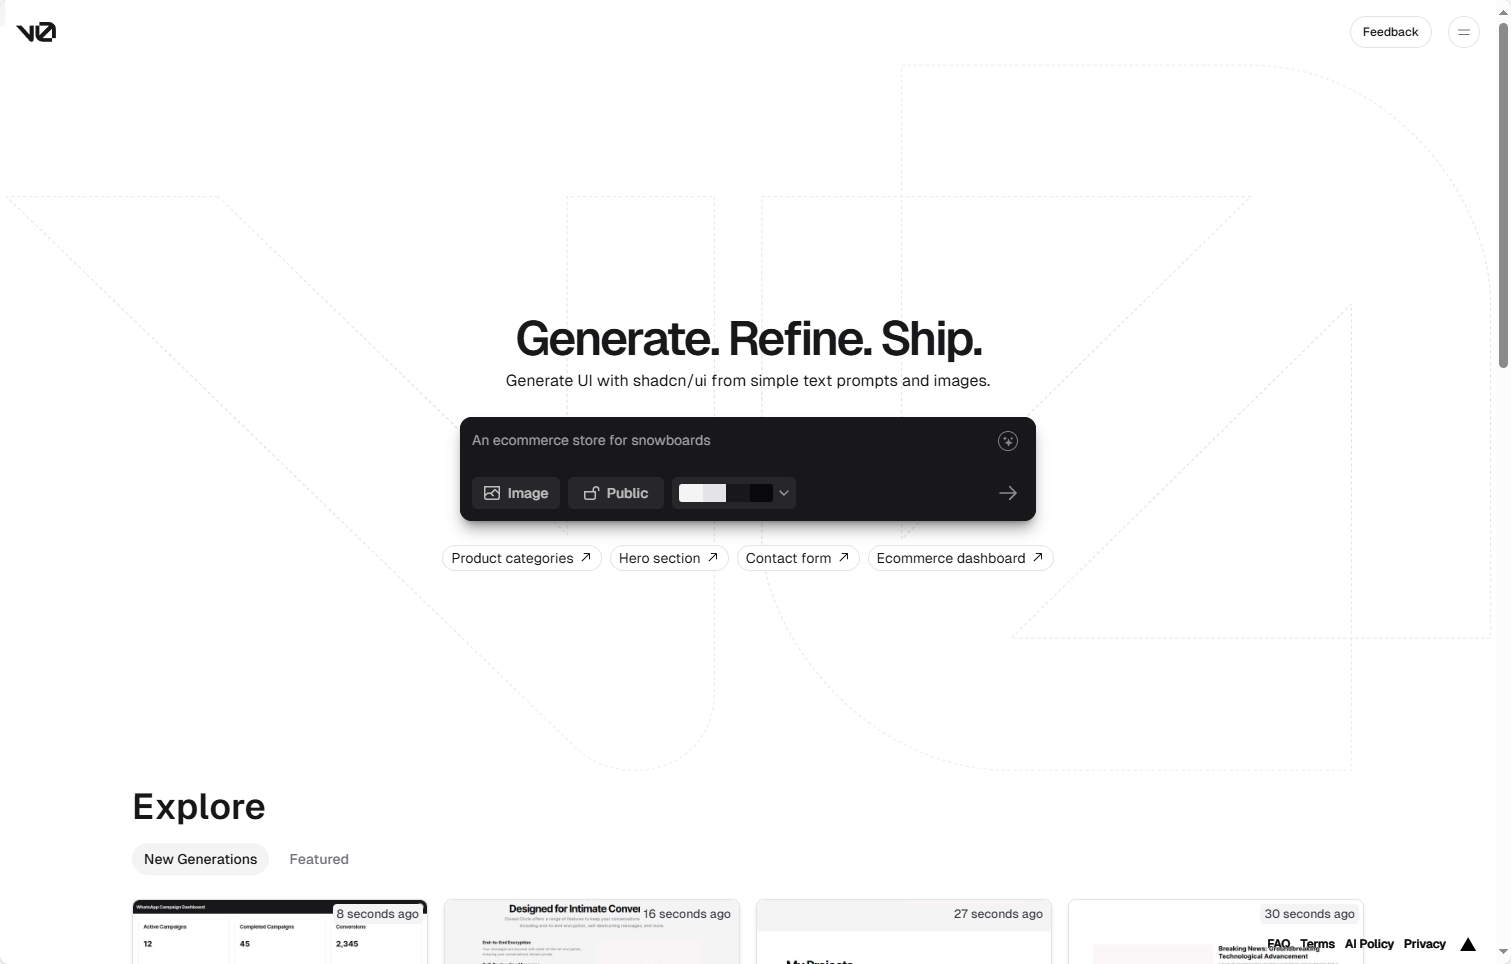 v0
Feedback
Generate. Refine. Ship.
Generate UI with shadcn/ui from simple text prompts and images.
An ecommerce store for snowboards
Image
Public
Product categories
Hero section
Contact form
Ecommerce dashboard
Explore
New Generations
Featured
WhatsApp Campaign Dashboard
8 seconds ago
Active Campaigns
Completed Campaigns
Conversions
12
45
2,345
Designed for Intimate Conver
16 seconds ago
End-to-End Encryption
27 seconds ago
My Projects
30 seconds ago
Breaking News: Groundbreaking
Technological Advancement
FAQ
Terms
AI Policy
Privacy